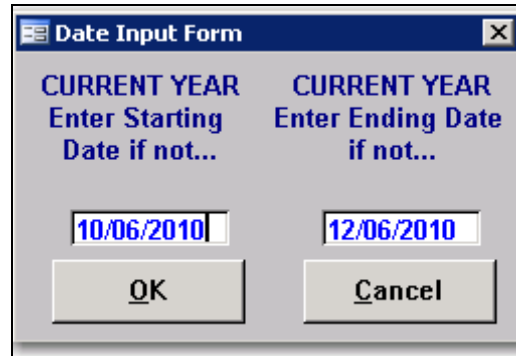 Date Input Form
CURRENT YEAR
Enter Starting
Date if not...
CURRENT YEAR
Enter Ending Date
if not...
10/06/2010
12/06/2010
OK
Cancel